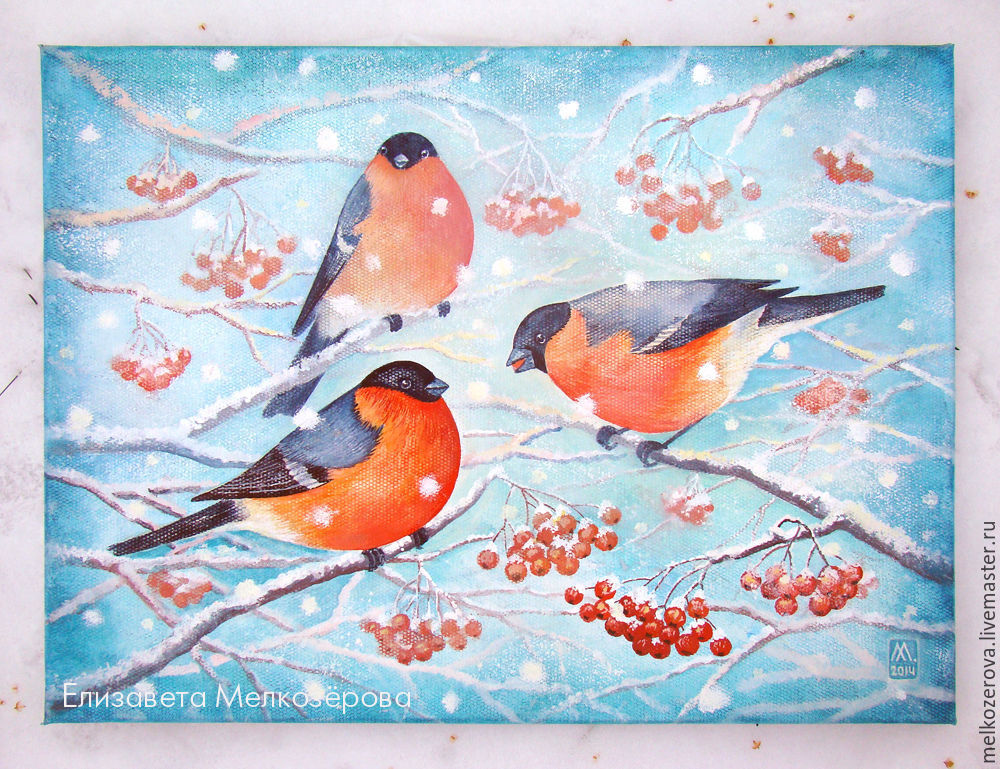 Елизавета Мелкозёрова
М.
2014
melkozerova.livemaster.ru